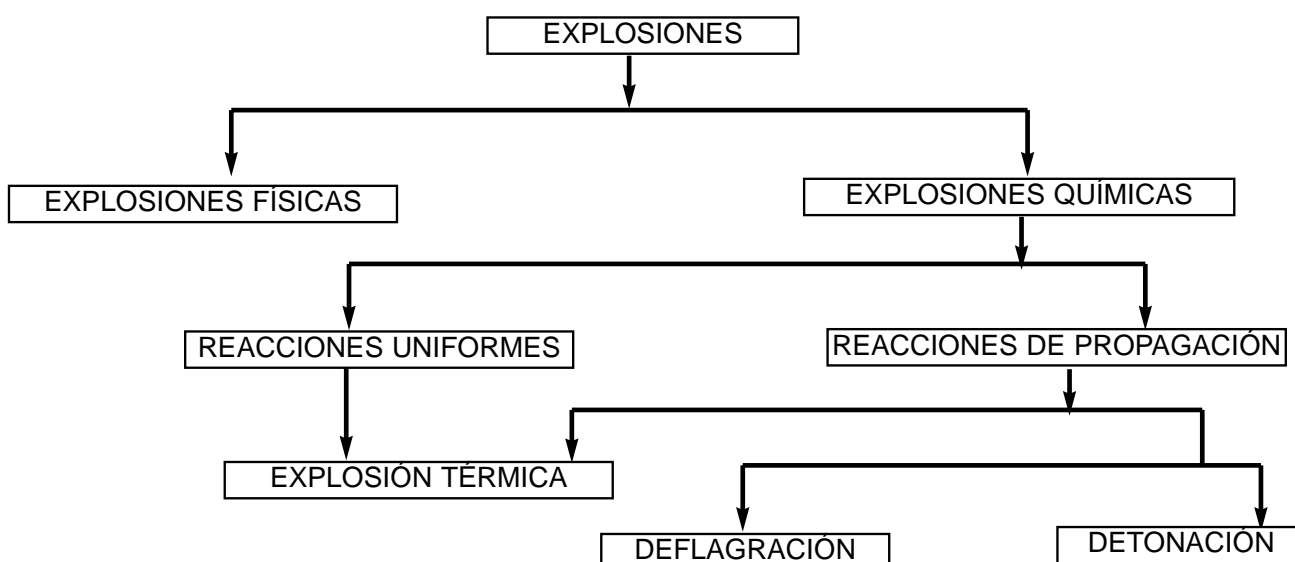 EXPLOSIONES
EXPLOSIONES FÍSICAS
EXPLOSIONES QUÍMICAS
REACCIONES UNIFORMES
REACCIONES DE PROPAGACIÓN
EXPLOSIÓN TÉRMICA
DEFLAGRACIÓN
DETONACIÓN